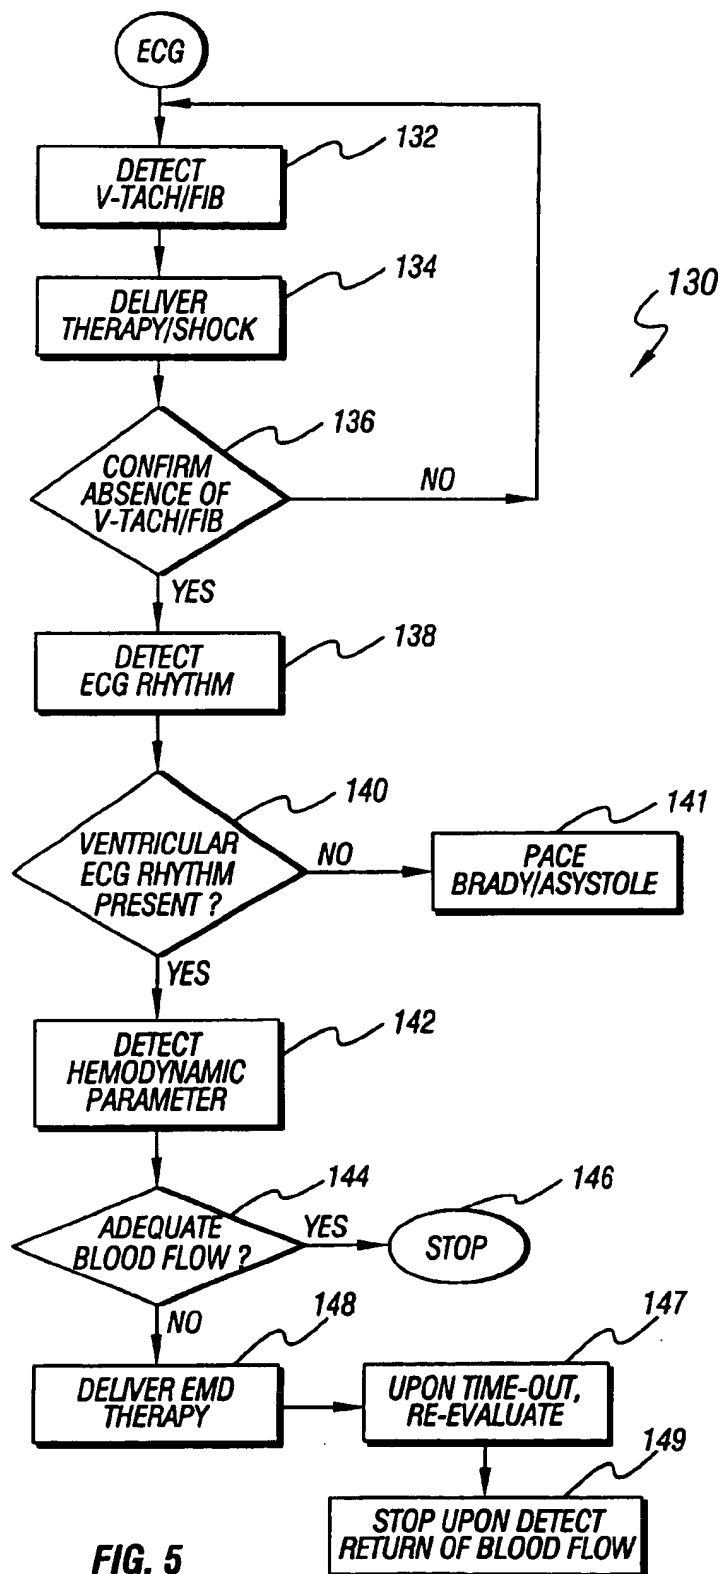 ECG
132
DETECT
V-TACH/FIB
134
DELIVER
THERAPY/SHOCK
130
136
CONFIRM
ABSENCE OF
V-TACH/FIB
NO
YES
138
DETECT
ECG RHYTHM
140
VENTRICULAR
ECG RHYTHM
PRESENT ?
NO
141
PACE
BRADY/ASYSTOLE
YES
142
DETECT
HEMODYNAMIC
PARAMETER
144
ADEQUATE
BLOOD FLOW ?
YES
146
STOP
NO
148
DELIVER EMD
THERAPY
147
UPON TIME-OUT,
RE-EVALUATE
149
STOP UPON DETECT
RETURN OF BLOOD FLOW
FIG. 5